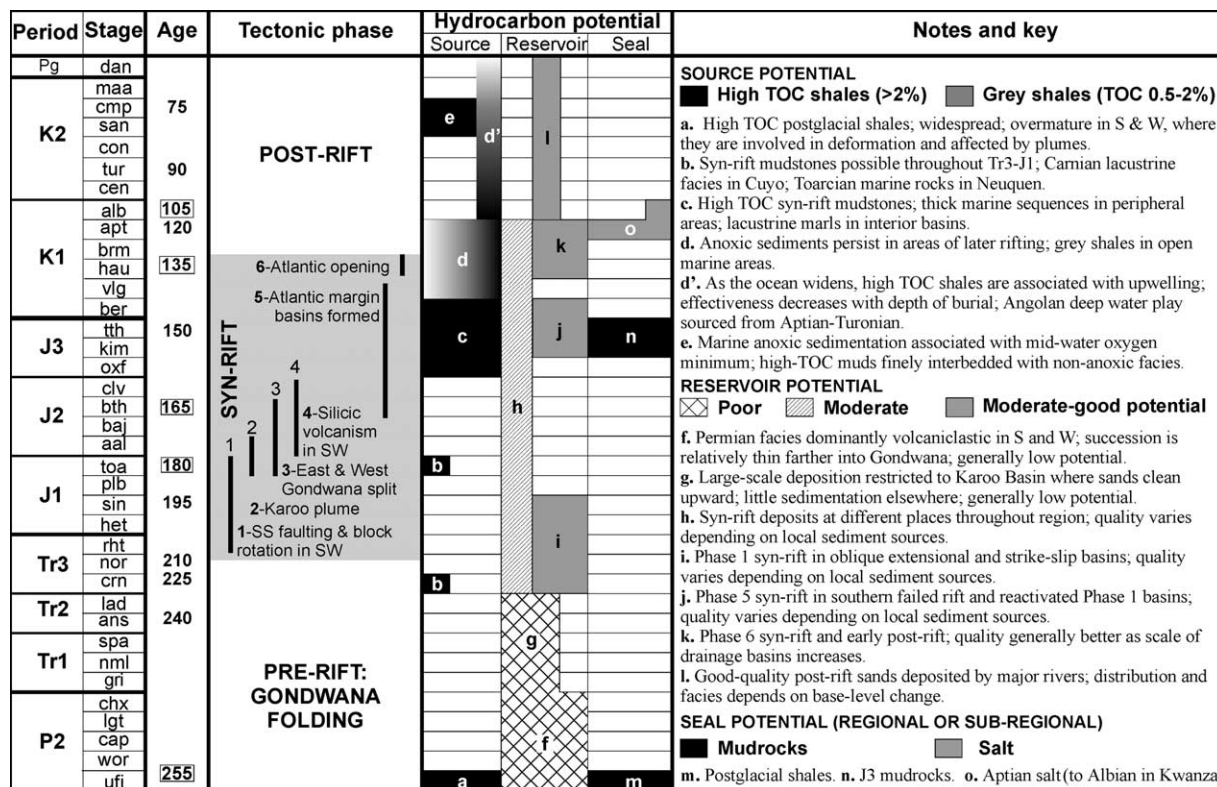 Period Stage Age Tectonic phase Hydrocarbon potential Notes and key
Source Reservoir Seal
Pg dan
K2 maa
cmp 75
san
con
tur 90
cen
K1 alb 105
apt 120
brm
hau 135
vlg
ber
J3 tth 150
kim
oxf
J2 clv
bth 165
baj
aal
J1 toa 180
plb
sin 195
het
Tr3 rht
nor 210
crn 225
Tr2 lad
ans 240
Tr1 spa
nml
gri
P2 chx
lgt
cap
wor
ufi 255
POST-RIFT
SYN-RIFT
6-Atlantic opening
5-Atlantic margin
basins formed
4
3
2
1
4-Silicic
volcanism
in SW
3-East & West
Gondwana split
2-Karoo plume
1-SS faulting & block
rotation in SW
PRE-RIFT:
GONDWANA
FOLDING
e
d'
l
d
k
o
c
j
n
h
b
i
b
g
f
a
m
SOURCE POTENTIAL
High TOC shales (>2%) Grey shales (TOC 0.5-2%)
a. High TOC postglacial shales; widespread; overmature in S & W, where
they are involved in deformation and affected by plumes.
b. Syn-rift mudstones possible throughout Tr3-J1; Carnian lacustrine
facies in Cuyo; Toarcian marine rocks in Neuquen.
c. High TOC syn-rift mudstones; thick marine sequences in peripheral
areas; lacustrine marls in interior basins.
d. Anoxic sediments persist in areas of later rifting; grey shales in open
marine areas.
d'. As the ocean widens, high TOC shales are associated with upwelling;
effectiveness decreases with depth of burial; Angolan deep water play
sourced from Aptian-Turonian.
e. Marine anoxic sedimentation associated with mid-water oxygen
minimum; high-TOC muds finely interbedded with non-anoxic facies.
RESERVOIR POTENTIAL
Poor Moderate Moderate-good potential
f. Permian facies dominantly volcaniclastic in S and W; succession is
relatively thin farther into Gondwana; generally low potential.
g. Large-scale deposition restricted to Karoo Basin where sands clean
upward; little sedimentation elsewhere; generally low potential.
h. Syn-rift deposits at different places throughout region; quality varies
depending on local sediment sources.
i. Phase 1 syn-rift in oblique extensional and strike-slip basins; quality
varies depending on local sediment sources.
j. Phase 5 syn-rift in southern failed rift and reactivated Phase 1 basins;
quality varies depending on local sediment sources.
k. Phase 6 syn-rift and early post-rift; quality generally better as scale of
drainage basins increases.
l. Good-quality post-rift sands deposited by major rivers; distribution and
facies depends on base-level change.
SEAL POTENTIAL (REGIONAL OR SUB-REGIONAL)
Mudrocks Salt
m. Postglacial shales. n. J3 mudrocks. o. Aptian salt (to Albian in Kwanza